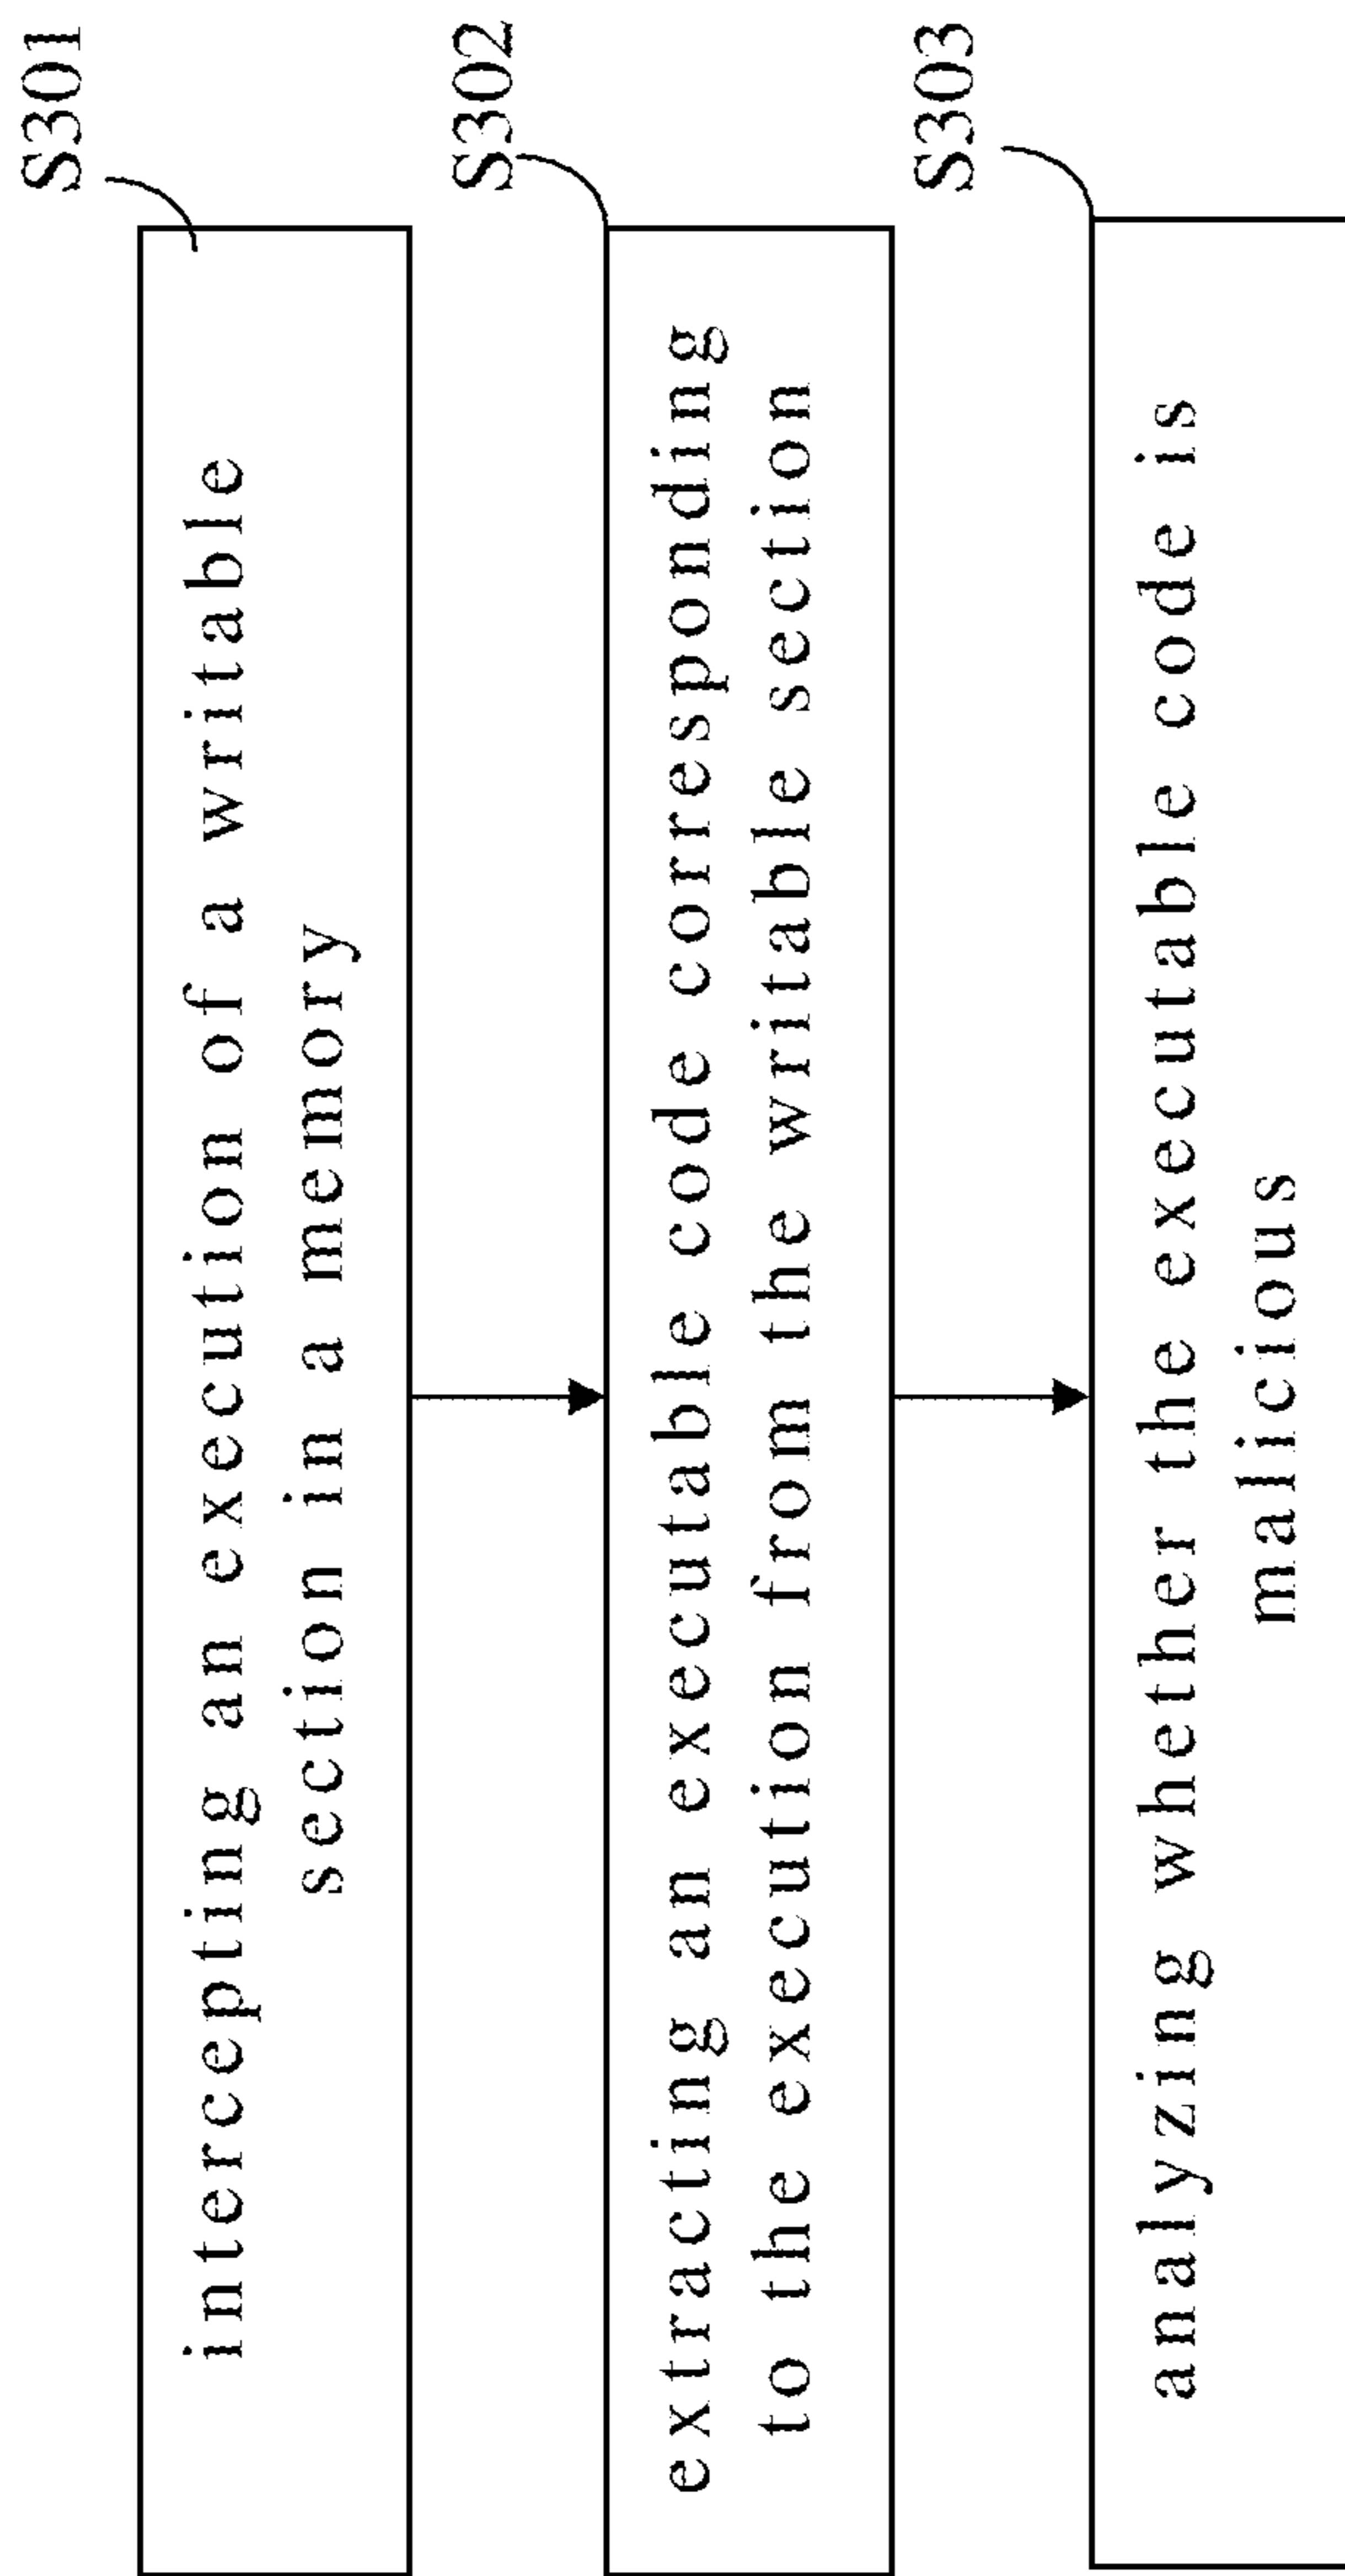 S301
intercepting an execution of a writable
section in a memory
S302
extracting an executable code corresponding
to the execution from the writable section
S303
analyzing whether the executable code is
malicious